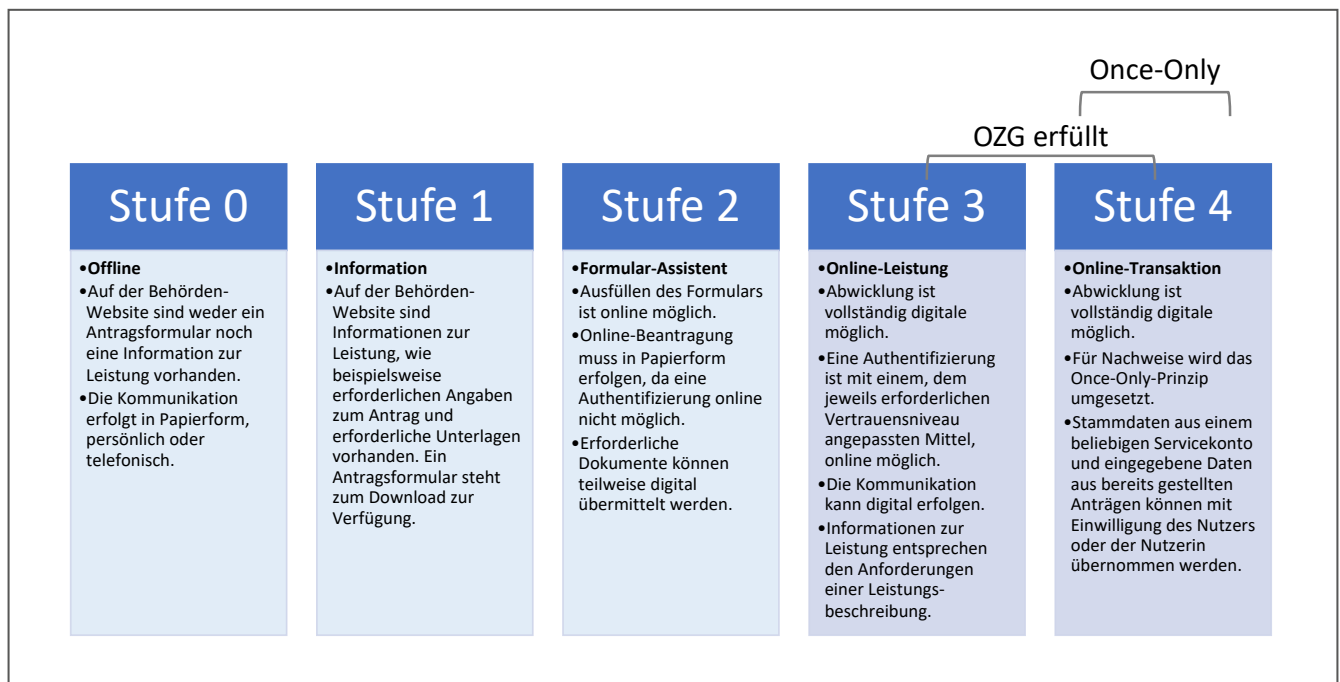 Once-Only
OZG erfüllt
Stufe 0
•Offline
•Auf der Behörden-
Website sind weder ein
Antragsformular noch
eine Information zur
Leistung vorhanden.
•Die Kommunikation
erfolgt in Papierform,
persönlich oder
telefonisch.
Stufe 1
•Information
•Auf der Behörden-
Website sind
Informationen zur
Leistung, wie
beispielsweise
erforderlichen Angaben
zum Antrag und
erforderliche Unterlagen
vorhanden. Ein
Antragsformular steht
zum Download zur
Verfügung.
Stufe 2
•Formular-Assistent
•Ausfüllen des Formulars
ist online möglich.
•Online-Beantragung
muss in Papierform
erfolgen, da eine
Authentifizierung online
nicht möglich.
•Erforderliche
Dokumente können
teilweise digital
übermittelt werden.
Stufe 3
•Online-Leistung
•Abwicklung ist
vollständig digitale
möglich.
•Eine Authentifizierung
ist mit einem, dem
jeweils erforderlichen
Vertrauensniveau
angepassten Mittel,
online möglich.
•Die Kommunikation
kann digital erfolgen.
•Informationen zur
Leistung entsprechen
den Anforderungen
einer Leistungs-
beschreibung.
Stufe 4
•Online-Transaktion
•Abwicklung ist
vollständig digitale
möglich.
•Für Nachweise wird das
Once-Only-Prinzip
umgesetzt.
•Stammdaten aus einem
beliebigen Servicekonto
und eingegebene Daten
aus bereits gestellten
Anträgen können mit
Einwilligung des Nutzers
oder der Nutzerin
übernommen werden.